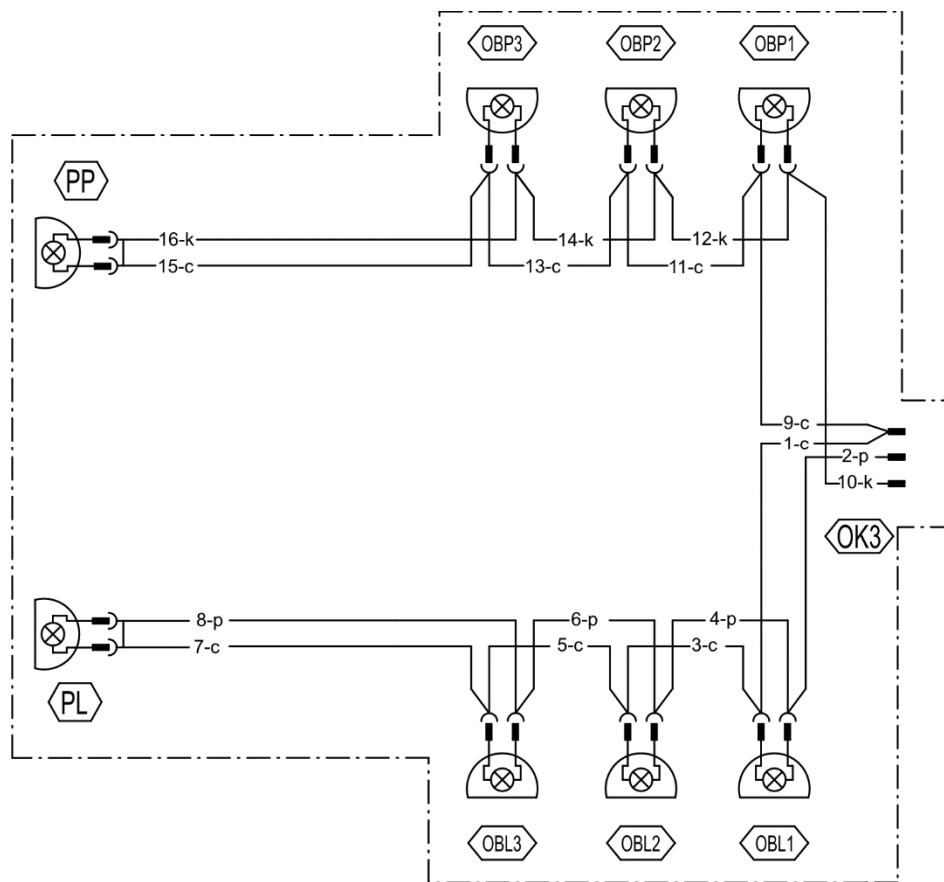 OBP3 OBP2 OBP1
PP
16-k 14-k 12-k
15-c 13-c 11-c
9-c
1-c
2-p
10-k
OK3
8-p 6-p 4-p
7-c 5-c 3-c
PL
OBL3 OBL2 OBL1